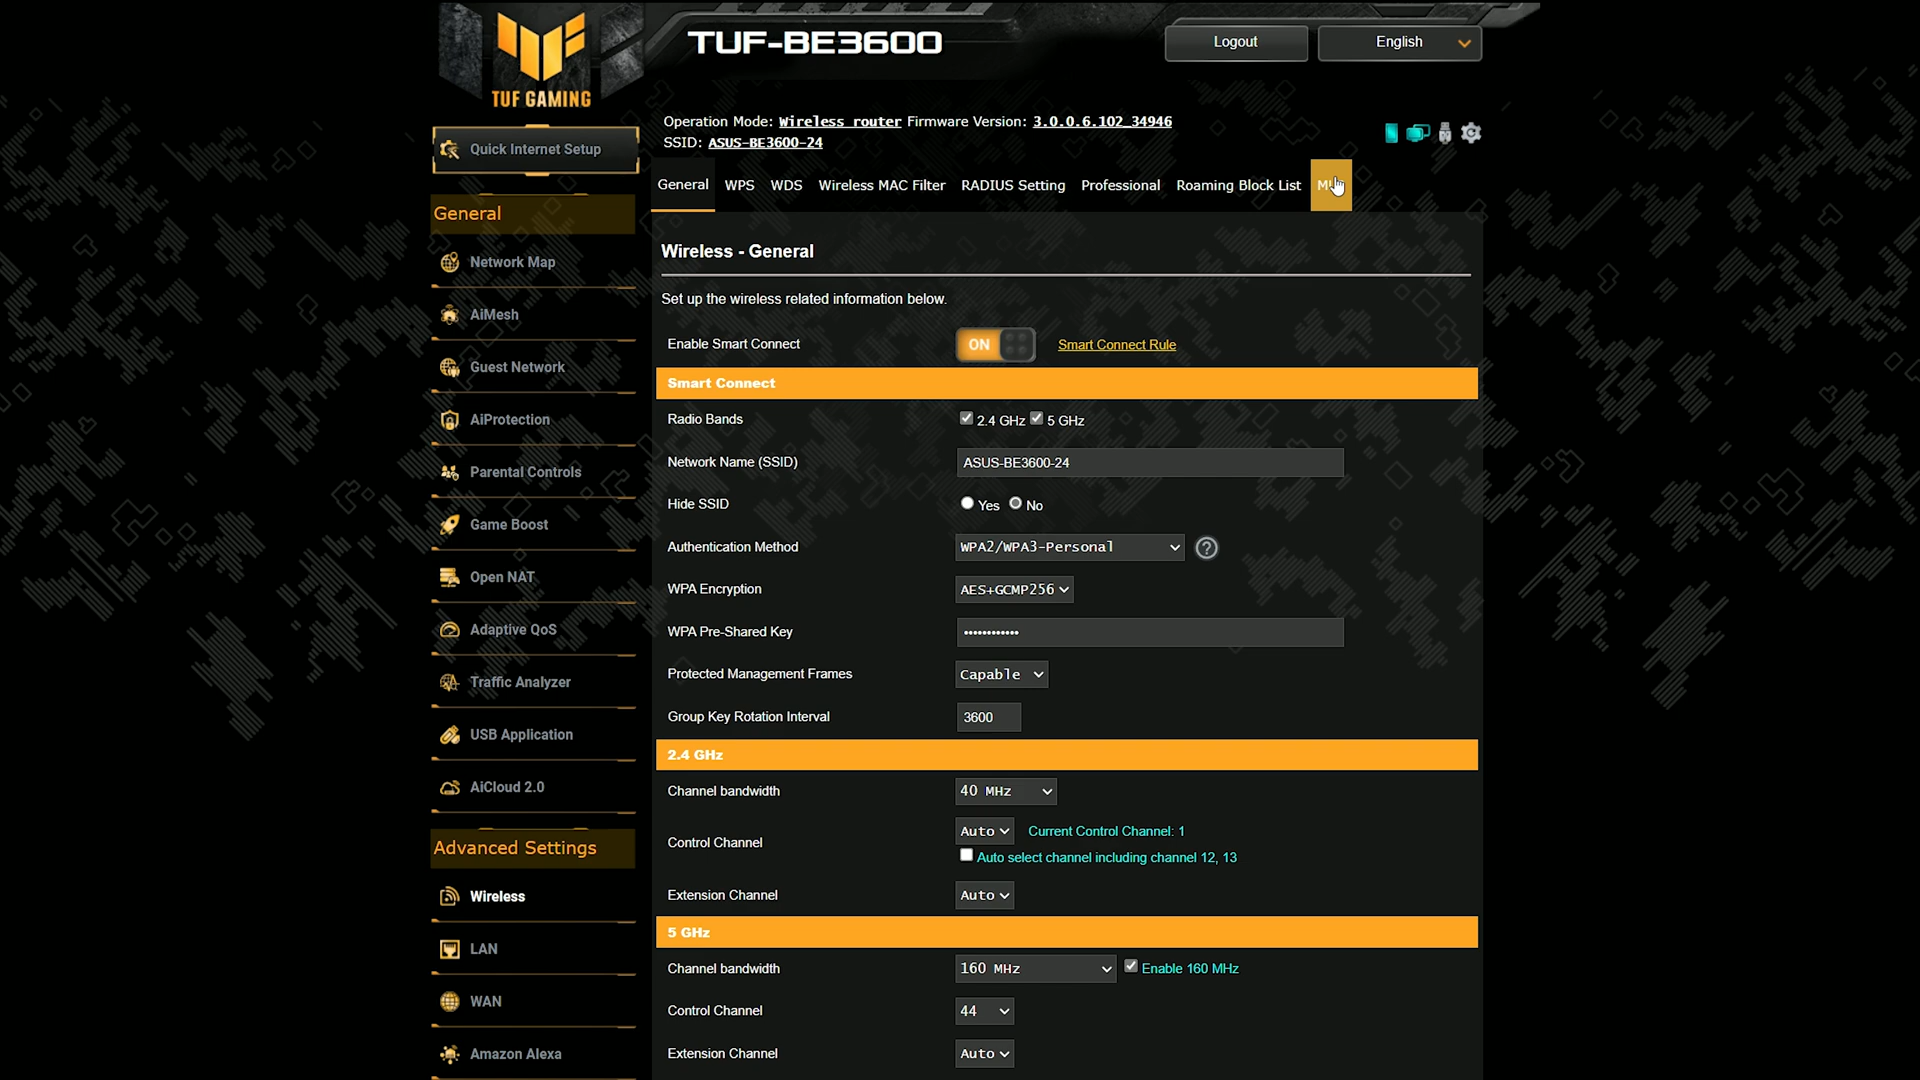 TUF GAMING
TUF-BE3600
Logout
English
Operation Mode: Wireless router Firmware Version: 3.0.0.6.102_34946
SSID: ASUS-BE3600-24
General WPS WDS Wireless MAC Filter RADIUS Setting Professional Roaming Block List
Quick Internet Setup
General
Network Map
AiMesh
Guest Network
AiProtection
Parental Controls
Game Boost
Open NAT
Adaptive QoS
Traffic Analyzer
USB Application
AiCloud 2.0
Advanced Settings
Wireless
LAN
WAN
Amazon Alexa
Wireless - General
Set up the wireless related information below.
Enable Smart Connect ON Smart Connect Rule
Smart Connect
Radio Bands 2.4 GHz 5 GHz
Network Name (SSID) ASUS-BE3600-24
Hide SSID Yes No
Authentication Method WPA2/WPA3-Personal ?
WPA Encryption AES+GCMP256
WPA Pre-Shared Key ••••••••••••
Protected Management Frames Capable
Group Key Rotation Interval 3600
2.4 GHz
Channel bandwidth 40 MHz
Control Channel Auto Current Control Channel: 1
Auto select channel including channel 12, 13
Extension Channel Auto
5 GHz
Channel bandwidth 160 MHz Enable 160 MHz
Control Channel 44
Extension Channel Auto